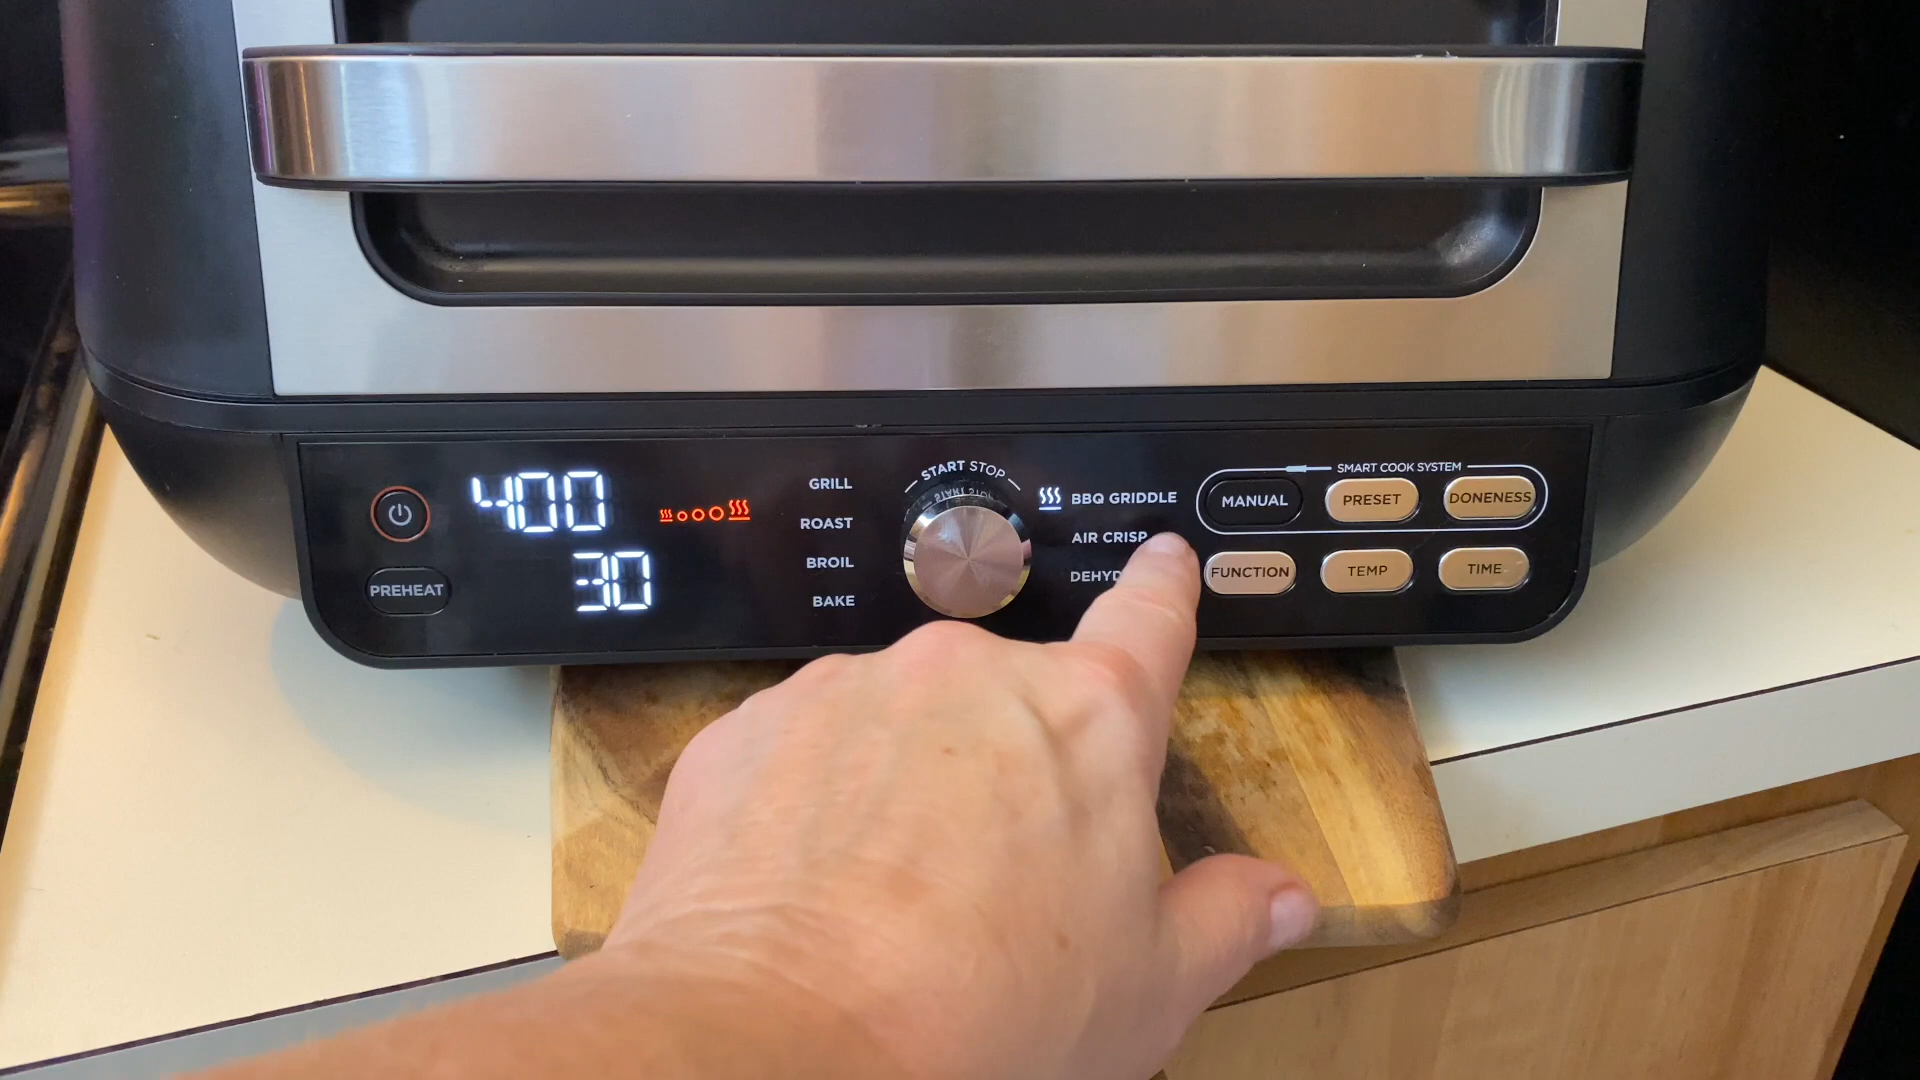 400
30
PREHEAT
GRILL
ROAST
BROIL
BAKE
START STOP
BBQ GRIDDLE
AIR CRISP
SMART COOK SYSTEM
MANUAL
PRESET
DONENESS
FUNCTION
TEMP
TIME